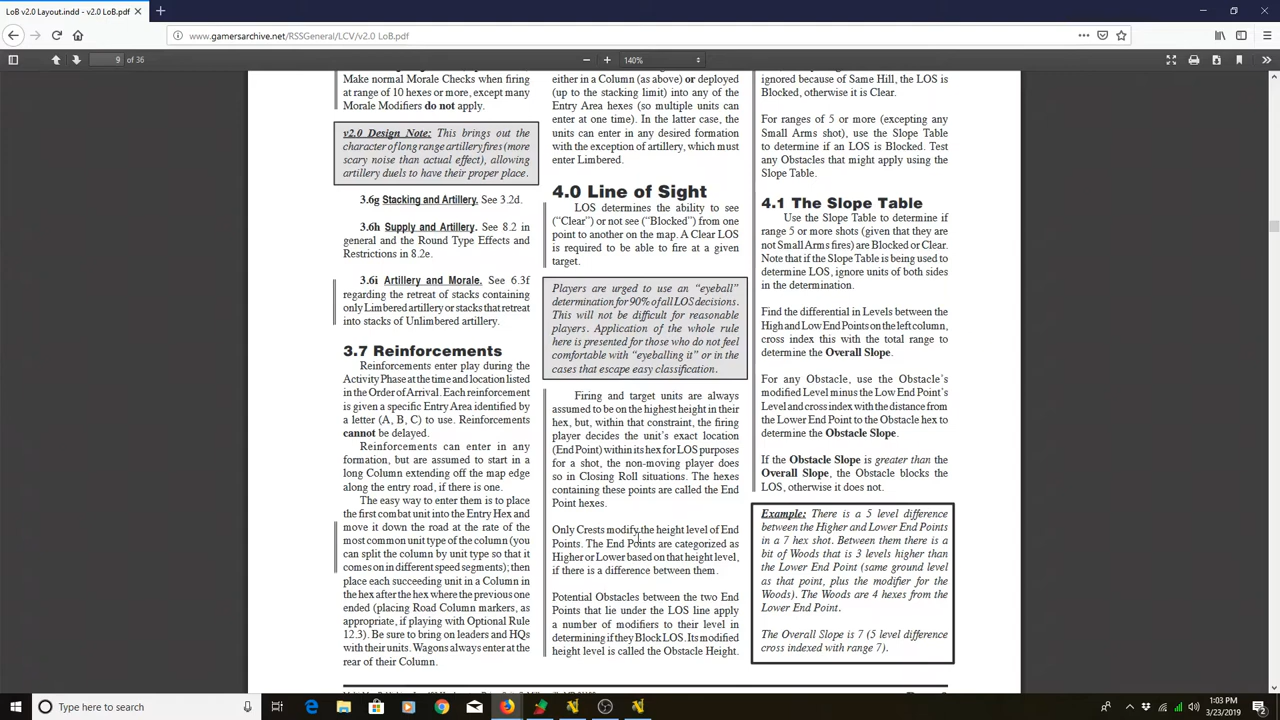 LoB v2.0 Layout.indd - v2.0 LoB.pdf
www.gamersarchive.net/RSSGeneral/LCV/v2.0 LoB.pdf
9 of 36
140%
Make normal Morale Checks when firing
at range of 10 hexes or more, except many
Morale Modifiers do not apply.
v2.0 Design Note: This brings out the
character of long range artillery fires (more
scary noise than actual effect), allowing
artillery duels to have their proper place.
3.6g Stacking and Artillery. See 3.2d.
3.6h Supply and Artillery. See 8.2 in
general and the Round Type Effects and
Restrictions in 8.2e.
3.6i Artillery and Morale. See 6.3f
regarding the retreat of stacks containing
only Limbered artillery or stacks that retreat
into stacks of Unlimbered artillery.
3.7 Reinforcements
Reinforcements enter play during the
Activity Phase at the time and location listed
in the Order of Arrival. Each reinforcement
is given a specific Entry Area identified by
a letter (A, B, C) to use. Reinforcements
cannot be delayed.
Reinforcements can enter in any
formation, but are assumed to start in a
long Column extending off the map edge
along the entry road, if there is one.
The easy way to enter them is to place
the first combat unit into the Entry Hex and
move it down the road at the rate of the
most common unit type of the column (you
can split the column by unit type so that it
comes on in different speed segments); then
place each succeeding unit in a Column in
the hex after the hex where the previous one
ended (placing Road Column markers, as
appropriate, if playing with Optional Rule
12.3). Be sure to bring on leaders and HQs
with their units. Wagons always enter at the
rear of their Column.
either in a Column (as above) or deployed
(up to the stacking limit) into any of the
Entry Area hexes (so multiple units can
enter at one time). In the latter case, the
units can enter in any desired formation
with the exception of artillery, which must
enter Limbered.
4.0 Line of Sight
LOS determines the ability to see
(“Clear”) or not see (“Blocked”) from one
point to another on the map. A Clear LOS
is required to be able to fire at a given
target.
Players are urged to use an “eyeball”
determination for 90% of all LOS decisions.
This will not be difficult for reasonable
players. Application of the whole rule
here is presented for those who do not feel
comfortable with “eyeballing it” or in the
cases that escape easy classification.
Firing and target units are always
assumed to be on the highest height in their
hex, but, within that constraint, the firing
player decides the unit’s exact location
(End Point) within its hex for LOS purposes
for a shot, the non-moving player does
so in Closing Roll situations. The hexes
containing these points are called the End
Point hexes.
Only Crests modify the height level of End
Points. The End Points are categorized as
Higher or Lower based on that height level,
if there is a difference between them.
Potential Obstacles between the two End
Points that lie under the LOS line apply
a number of modifiers to their level in
determining if they Block LOS. Its modified
height level is called the Obstacle Height.
ignored because of Same Hill, the LOS is
Blocked, otherwise it is Clear.
For ranges of 5 or more (excepting any
Small Arms shot), use the Slope Table
to determine if an LOS is Blocked. Test
any Obstacles that might apply using the
Slope Table.
4.1 The Slope Table
Use the Slope Table to determine if
range 5 or more shots (given that they are
not Small Arms fires) are Blocked or Clear.
Note that if the Slope Table is being used to
determine LOS, ignore units of both sides
in the determination.
Find the differential in Levels between the
High and Low End Points on the left column,
cross index this with the total range to
determine the Overall Slope.
For any Obstacle, use the Obstacle’s
modified Level minus the Low End Point’s
Level and cross index with the distance from
the Lower End Point to the Obstacle hex to
determine the Obstacle Slope.
If the Obstacle Slope is greater than the
Overall Slope, the Obstacle blocks the
LOS, otherwise it does not.
Example: There is a 5 level difference
between the Higher and Lower End Points
in a 7 hex shot. Between them there is a
bit of Woods that is 3 levels higher than
the Lower End Point (same ground level
as that point, plus the modifier for the
Woods). The Woods are 4 hexes from the
Lower End Point.
The Overall Slope is 7 (5 level difference
cross indexed with range 7).
Type here to search
1:03 PM
3/23/2019